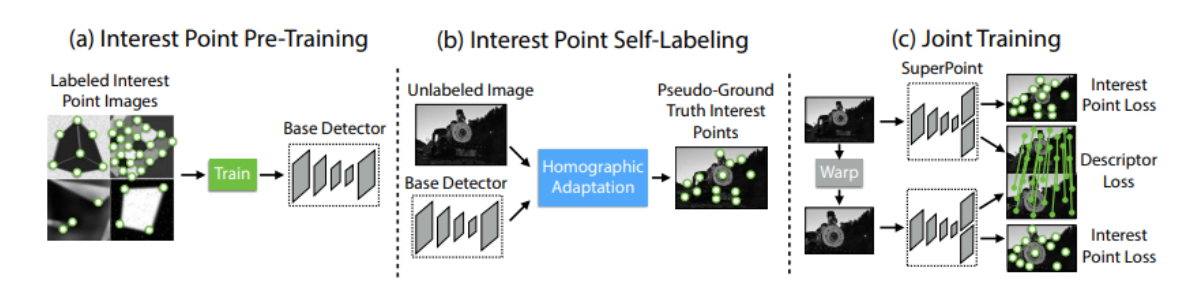 (a) Interest Point Pre-Training
Labeled Interest
Point Images
Train
Base Detector
(b) Interest Point Self-Labeling
Unlabeled Image
Base Detector
Homographic
Adaptation
Pseudo-Ground
Truth Interest
Points
(c) Joint Training
SuperPoint
Warp
Interest
Point Loss
Descriptor
Loss
Interest
Point Loss